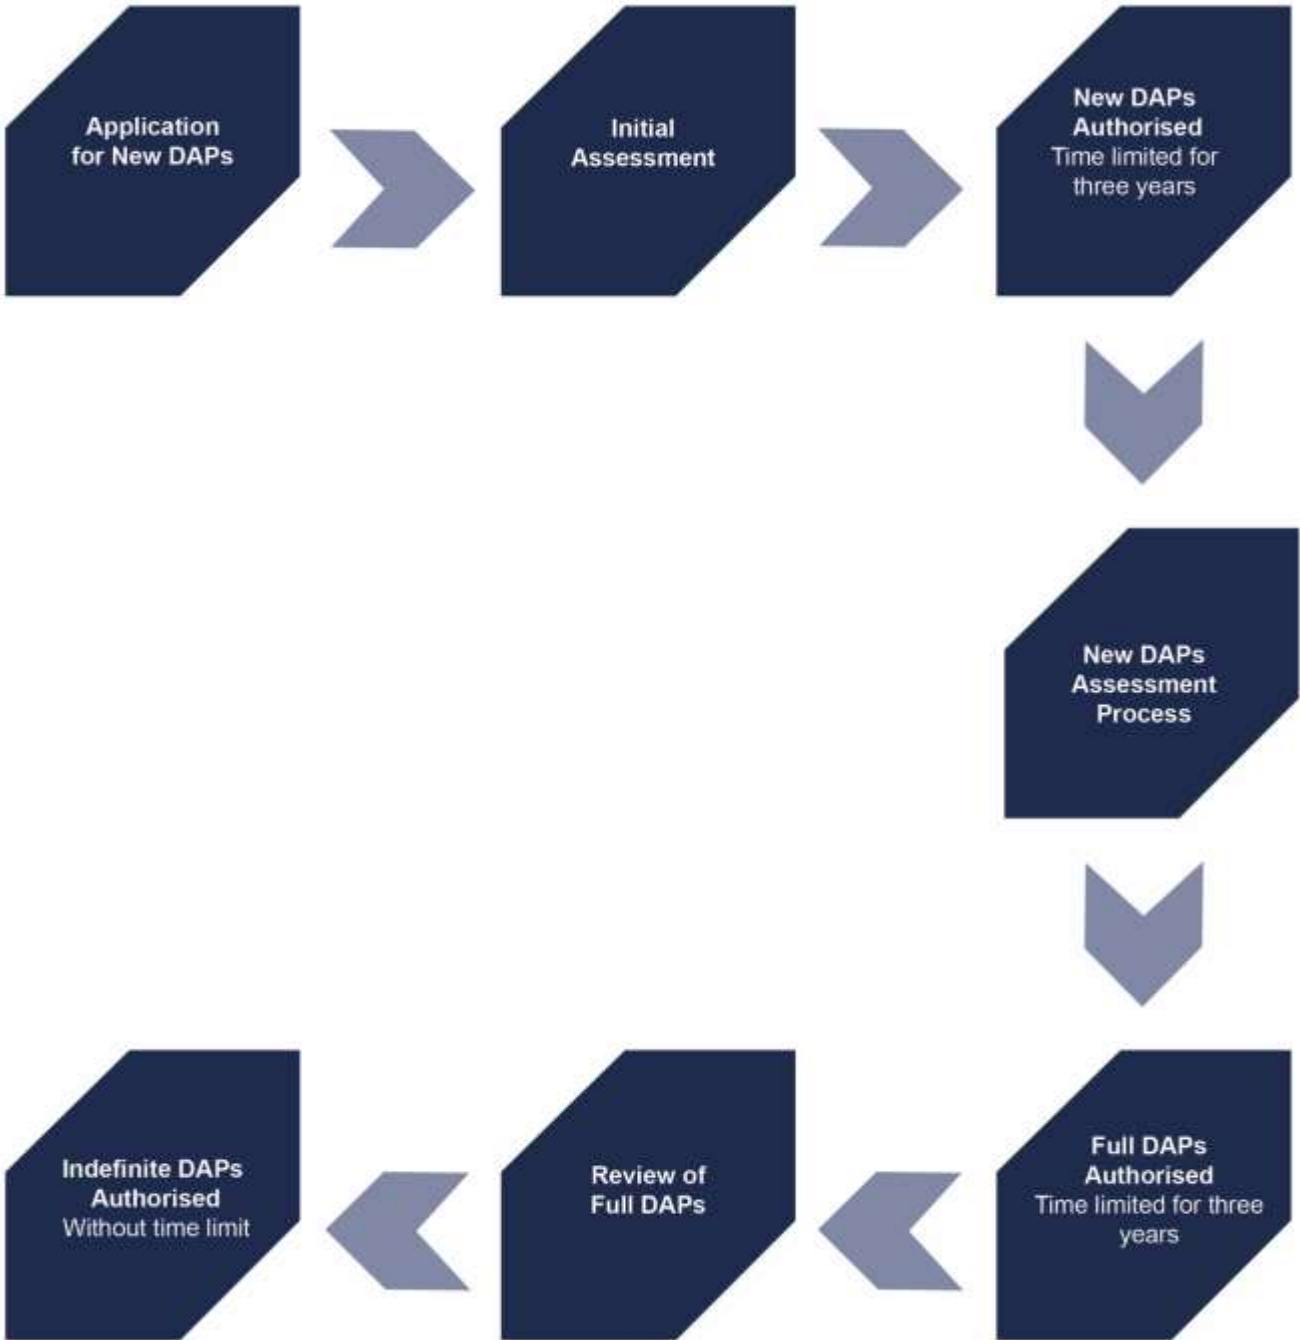 Application
for New DAPs
Initial
Assessment
New DAPs
Authorised
Time limited for
three years
New DAPs
Assessment
Process
Full DAPs
Authorised
Time limited for three
years
Review of
Full DAPs
Indefinite DAPs
Authorised
Without time limit